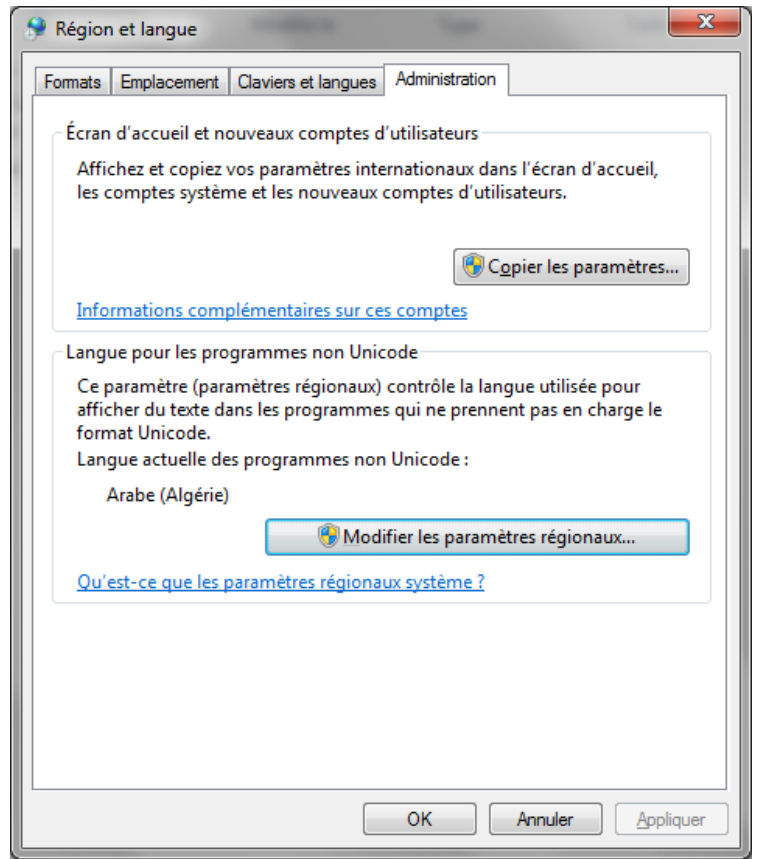 Région et langue
Formats Emplacement Claviers et langues Administration
Écran d'accueil et nouveaux comptes d'utilisateurs
Affichez et copiez vos paramètres internationaux dans l'écran d'accueil,
les comptes système et les nouveaux comptes d'utilisateurs.
Copier les paramètres...
Informations complémentaires sur ces comptes
Langue pour les programmes non Unicode
Ce paramètre (paramètres régionaux) contrôle la langue utilisée pour
afficher du texte dans les programmes qui ne prennent pas en charge le
format Unicode.
Langue actuelle des programmes non Unicode :
Arabe (Algérie)
Modifier les paramètres régionaux...
Qu'est-ce que les paramètres régionaux système ?
OK Annuler Appliquer